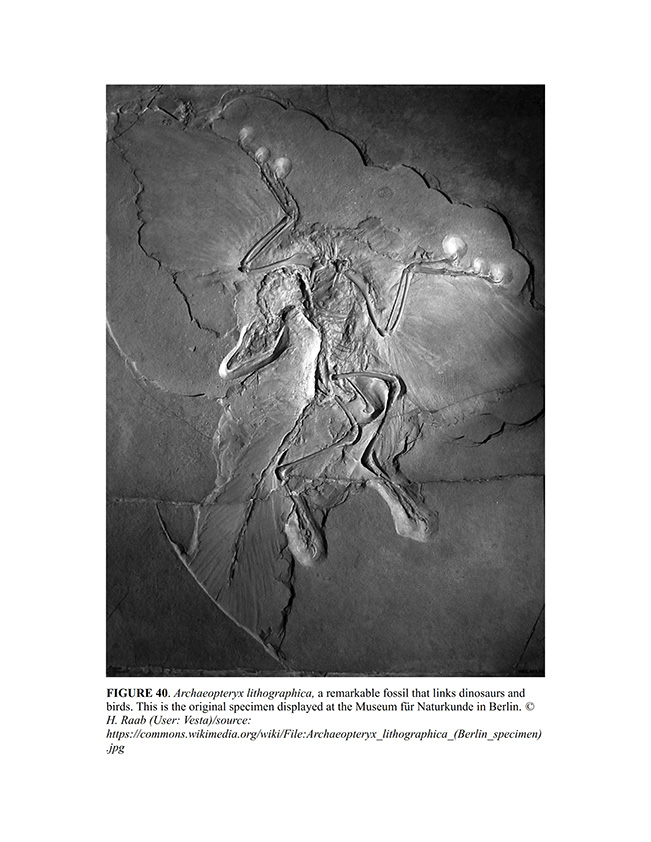 FIGURE 40. Archaeopteryx lithographica, a remarkable fossil that links dinosaurs and
birds. This is the original specimen displayed at the Museum für Naturkunde in Berlin. ©
H. Raab (User: Vesta)/source:
https://commons.wikimedia.org/wiki/File:Archaeopteryx_lithographica_(Berlin_specimen)
.jpg